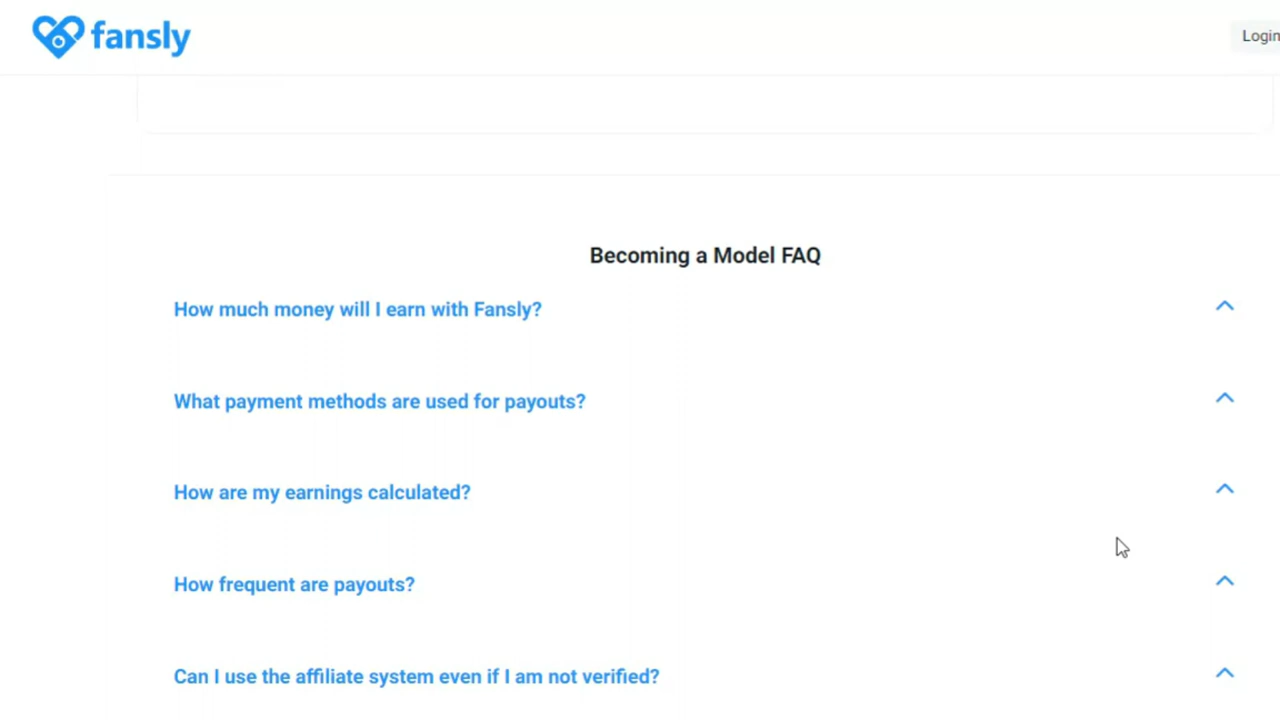 fansly
Login
Becoming a Model FAQ
How much money will I earn with Fansly?
What payment methods are used for payouts?
How are my earnings calculated?
How frequent are payouts?
Can I use the affiliate system even if I am not verified?